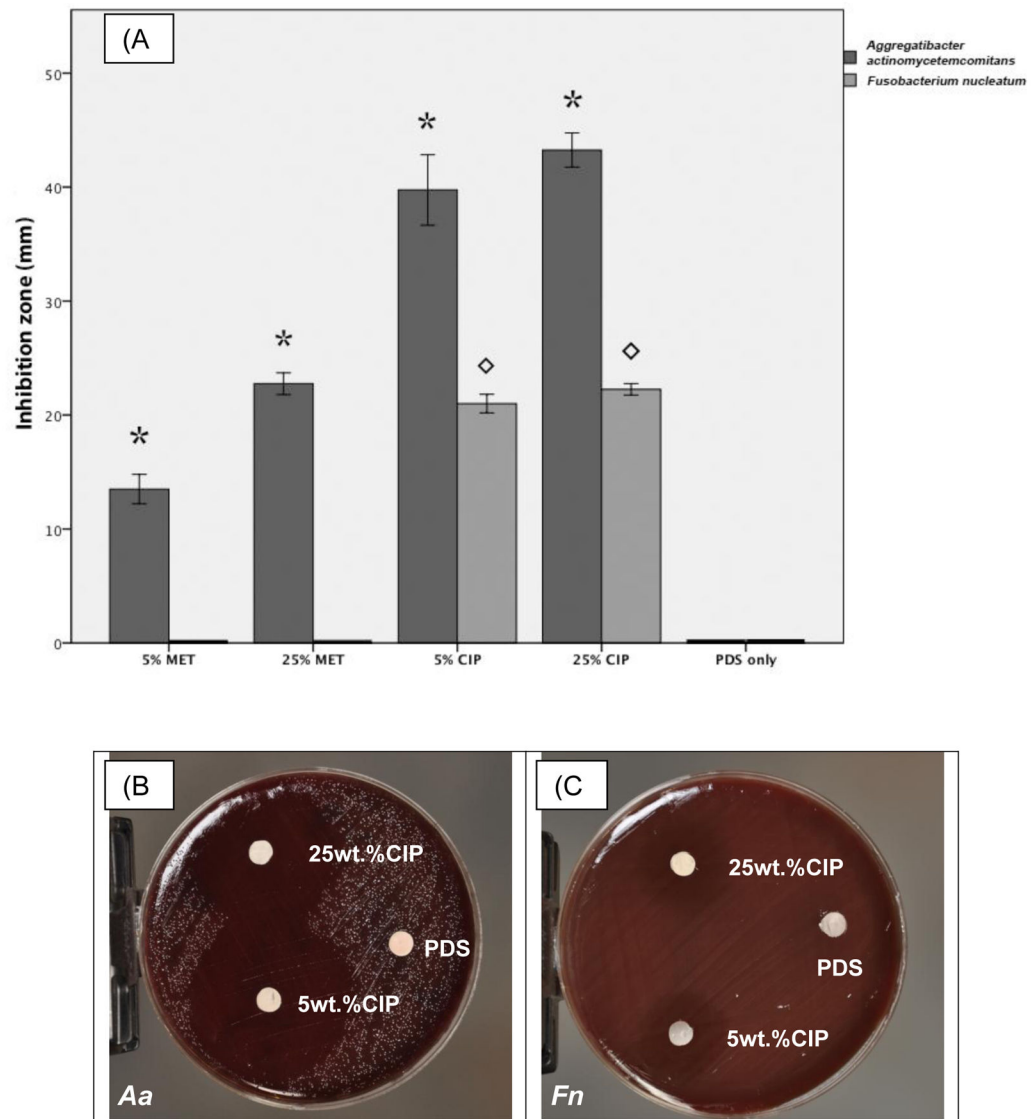 (A
Aggregatibacter
actinomycetemcomitans
Fusobacterium nucleatum
Inhibition zone (mm)
50
40
30
20
10
0
*
*
*
*
◇
◇
5% MET
25% MET
5% CIP
25% CIP
PDS only
(B
25wt.%CIP
PDS
5wt.%CIP
Aa
(C
25wt.%CIP
PDS
5wt.%CIP
Fn